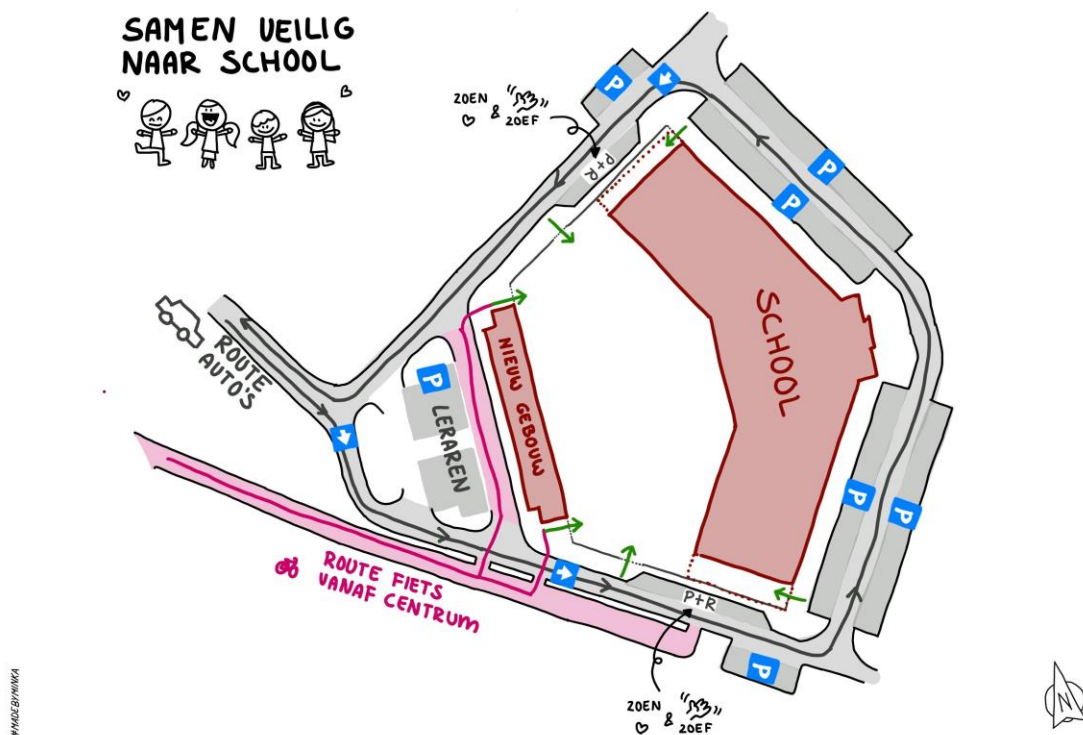 SAMEN VEILIG
NAAR SCHOOL
ZOEN
& 
ZOEF
P
P+R
P
P
SCHOOL
ROUTE
AUTO'S
P
LERAREN
NIEUW GEBOUW
P
P
ROUTE FIETS
VANAF CENTRUM
P+R
P
ZOEN
&
ZOEF
#MADEBYMINKA
N